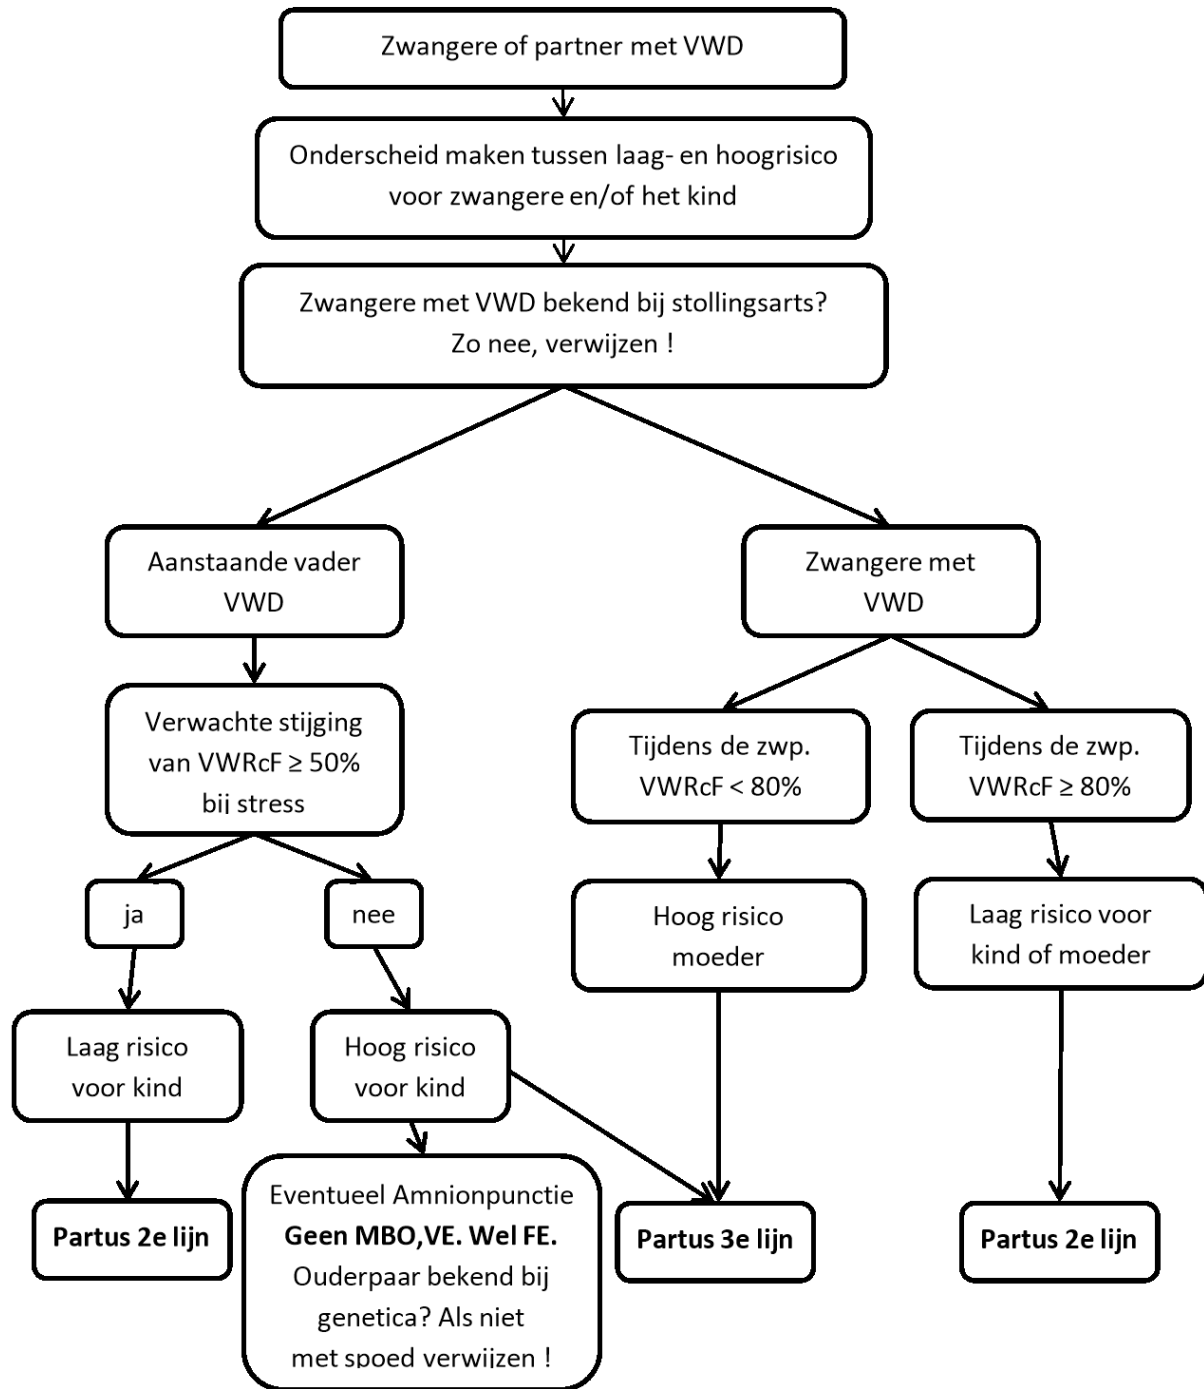 Zwangere of partner met VWD
Onderscheid maken tussen laag- en hoogrisico
voor zwangere en/of het kind
Zwangere met VWD bekend bij stollingsarts?
Zo nee, verwijzen !
Aanstaande vader
VWD
Zwangere met
VWD
Verwachte stijging
van VWRcF ≥ 50%
bij stress
Tijdens de zwp.
VWRcF < 80%
Tijdens de zwp.
VWRcF ≥ 80%
ja
nee
Hoog risico
moeder
Laag risico voor
kind of moeder
Laag risico
voor kind
Hoog risico
voor kind
Partus 2e lijn
Eventueel Amnionpunctie
Geen MBO,VE. Wel FE.
Ouderpaar bekend bij
genetica? Als niet
met spoed verwijzen !
Partus 3e lijn
Partus 2e lijn